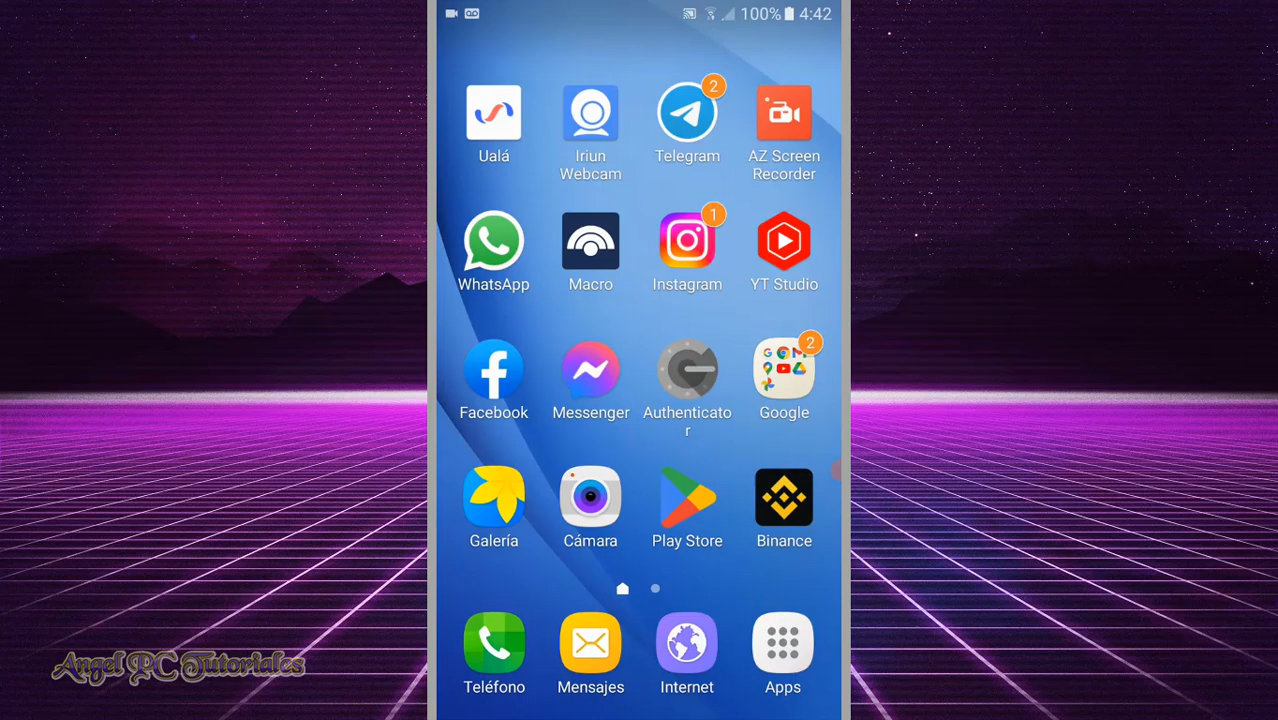 100% 4:42
2
Ualá
Iriun
Webcam
Telegram
AZ Screen
Recorder
1
WhatsApp
Macro
Instagram
YT Studio
2
Facebook
Messenger
Authenticato
r
Google
Galería
Cámara
Play Store
Binance
Teléfono
Mensajes
Internet
Apps
Angel PC Tutoriales